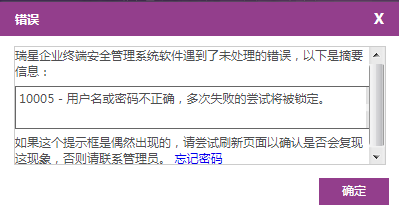 错误
X
瑞星企业终端安全管理系统软件遇到了未处理的错误，以下是摘要
信息：
10005 - 用户名或密码不正确，多次失败的尝试将被锁定。
如果这个提示框是偶然出现的，请尝试刷新页面以确认是否会复现
这现象，否则请联系管理员。 忘记密码
确定